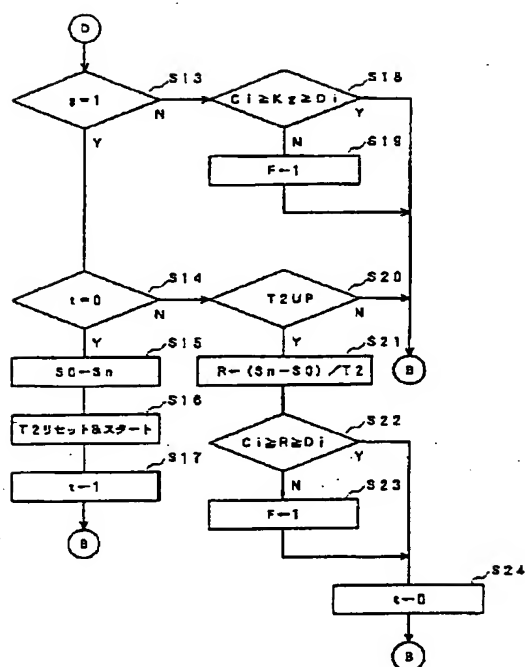 D
S13
s=1
N
Y
S18
Ci≧Kz≧Di
Y
N
S19
F←1
S14
t=0
N
Y
S20
T2UP
N
Y
B
S15
S0←Sn
S21
R←(Sn−S0)／T2
S16
T2リセット&スタート
S22
Ci≧R≧Di
Y
N
S17
t←1
S23
F←1
B
S24
t←0
B